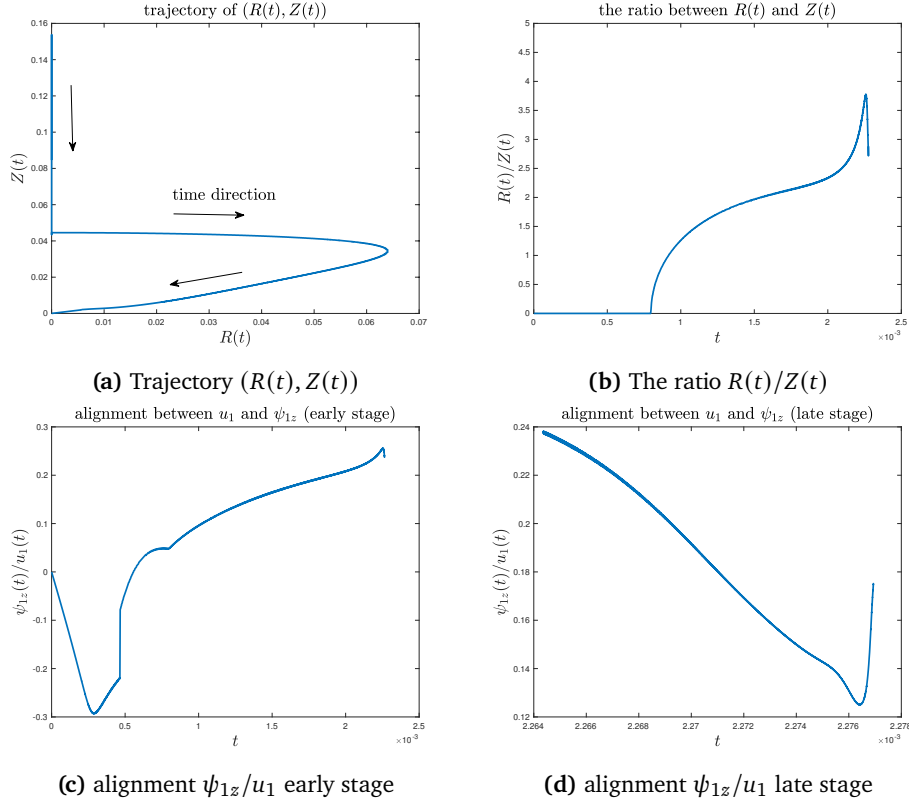 trajectory of (R(t), Z(t))
0.16
0.14
0.12
0.1
0.08
0.06
0.04
0.02
0
Z(t)
time direction
0 0.01 0.02 0.03 0.04 0.05 0.06 0.07
R(t)
(a) Trajectory (R(t), Z(t))
the ratio between R(t) and Z(t)
5
4.5
4
3.5
3
2.5
2
1.5
1
0.5
0
R(t)/Z(t)
0 0.5 1 1.5 2 2.5
t
×10⁻³
(b) The ratio R(t)/Z(t)
alignment between u₁ and ψ₁z (early stage)
0.3
0.2
0.1
0
-0.1
-0.2
-0.3
ψ₁z(t)/u₁(t)
0 0.5 1 1.5 2 2.5
t
×10⁻³
(c) alignment ψ₁z/u₁ early stage
alignment between u₁ and ψ₁z (late stage)
0.24
0.22
0.2
0.18
0.16
0.14
0.12
ψ₁z(t)/u₁(t)
2.264 2.266 2.268 2.27 2.272 2.274 2.276 2.278
t
×10⁻³
(d) alignment ψ₁z/u₁ late stage